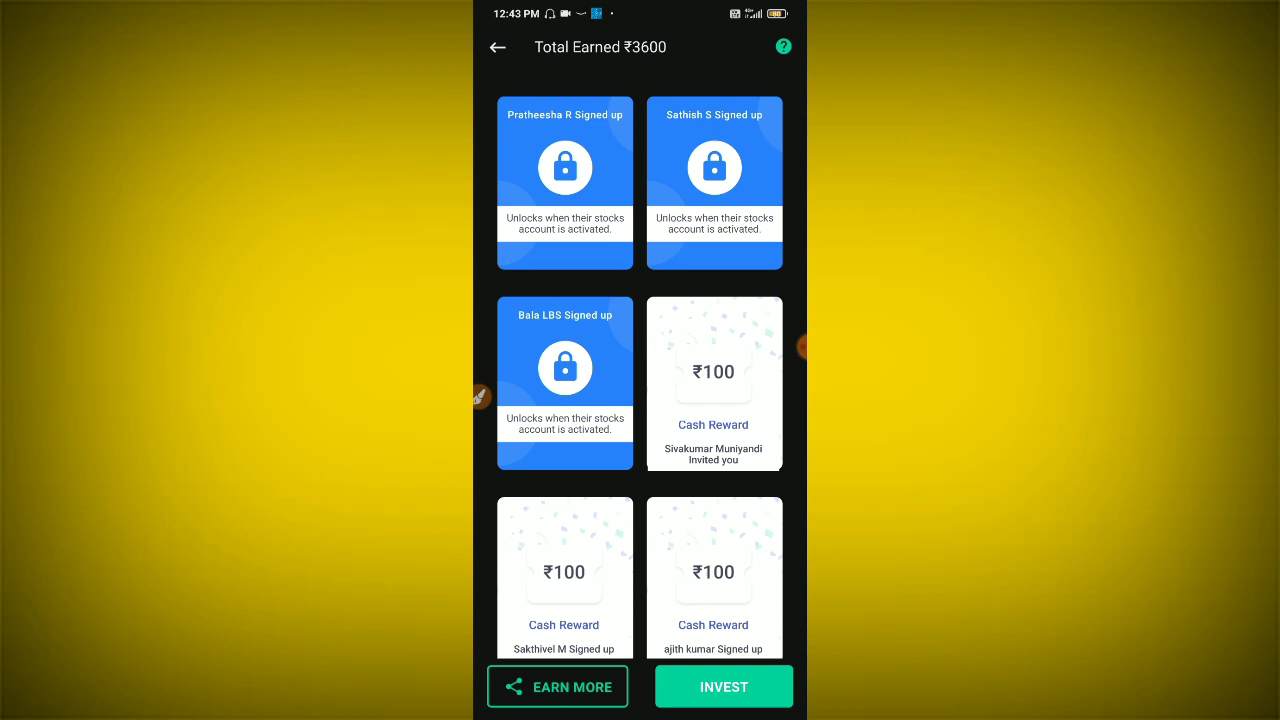 12:43 PM
Total Earned ₹3600
?
Pratheesha R Signed up
Unlocks when their stocks
account is activated.
Sathish S Signed up
Unlocks when their stocks
account is activated.
Bala LBS Signed up
Unlocks when their stocks
account is activated.
₹100
Cash Reward
Sivakumar Muniyandi
Invited you
₹100
Cash Reward
Sakthivel M Signed up
₹100
Cash Reward
ajith kumar Signed up
EARN MORE
INVEST